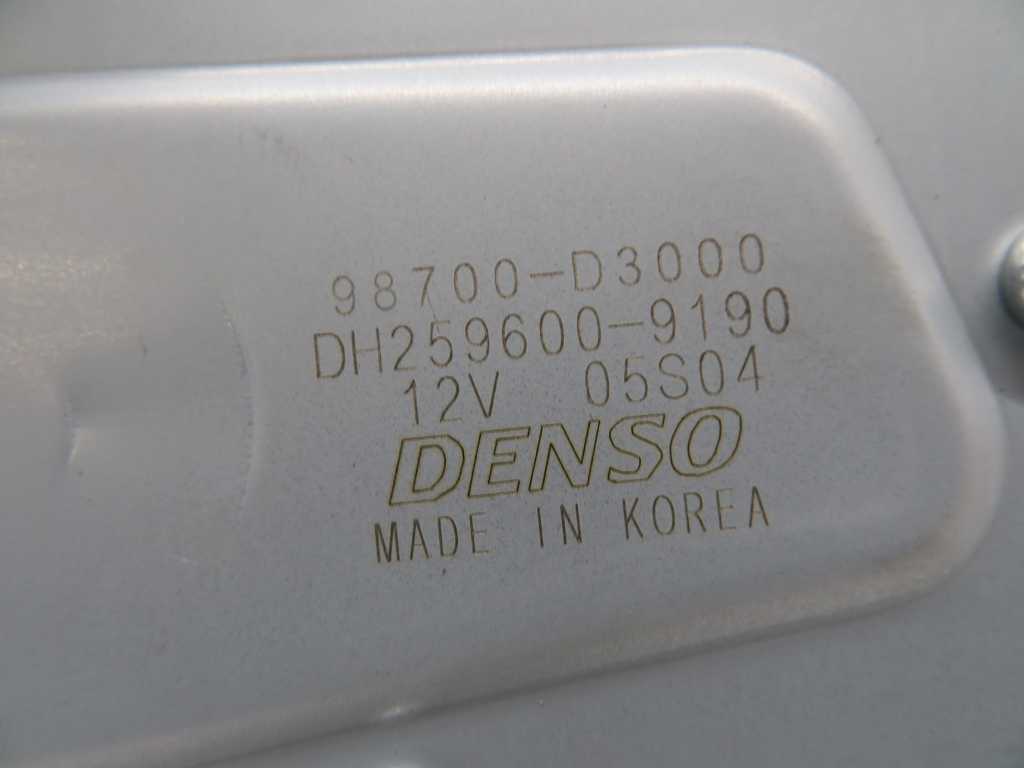 98700-D3000
DH259600-9190
12V 05S04
DENSO
MADE IN KOREA